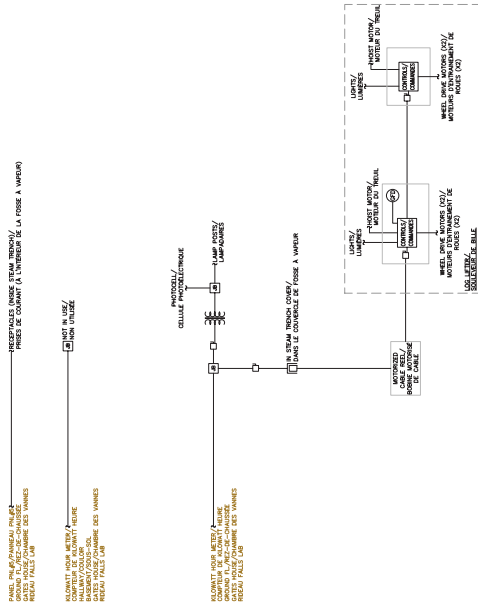 PANEL PNL#5/PANNEAU PNL#5
GROUND FL./REZ-DE-CHAUSSÉE
GATES HOUSE/CHAMBRE DES VANNES
RIDEAU FALLS LAB
RECEPTACLES (INSIDE STEAM TRENCH)/
PRISES DE COURANT (À L'INTÉRIEUR DE LA FOSSE À VAPEUR)
KILOWATT HOUR METER/
COMPTEUR DE KILOWATT HEURE
HALLWAY/COULOIR
BASEMENT/SOUS-SOL
GATES HOUSE/CHAMBRE DES VANNES
RIDEAU FALLS LAB
JB
NOT IN USE/
NON UTILISÉE
KILOWATT HOUR METER/
COMPTEUR DE KILOWATT HEURE
GROUND FL./REZ-DE-CHAUSSÉE
GATES HOUSE/CHAMBRE DES VANNES
RIDEAU FALLS LAB
JB
JB
PHOTOCELL/
CELLULE PHOTOÉLECTRIQUE
LAMP POSTS/
LAMPADAIRES
IN STEAM TRENCH COVER/
DANS LE COUVERCLE DE FOSSE À VAPEUR
MOTORIZED
CABLE REEL/
BOBINE MOTORISÉ
DE CABLE
LIGHTS/
LUMIÈRES
HOIST MOTOR/
MOTEUR DU TREUIL
GFD
CONTROLS/
COMMANDES
WHEEL DRIVE MOTORS (X2)/
MOTEURS D'ENTRAINEMENT DE
ROUES (X2)
LIGHTS/
LUMIÈRES
HOIST MOTOR/
MOTEUR DU TREUIL
CONTROLS/
COMMANDES
WHEEL DRIVE MOTORS (X2)/
MOTEURS D'ENTRAINEMENT DE
ROUES (X2)
LOG LIFTER/
SOULEVEUR DE BILLE